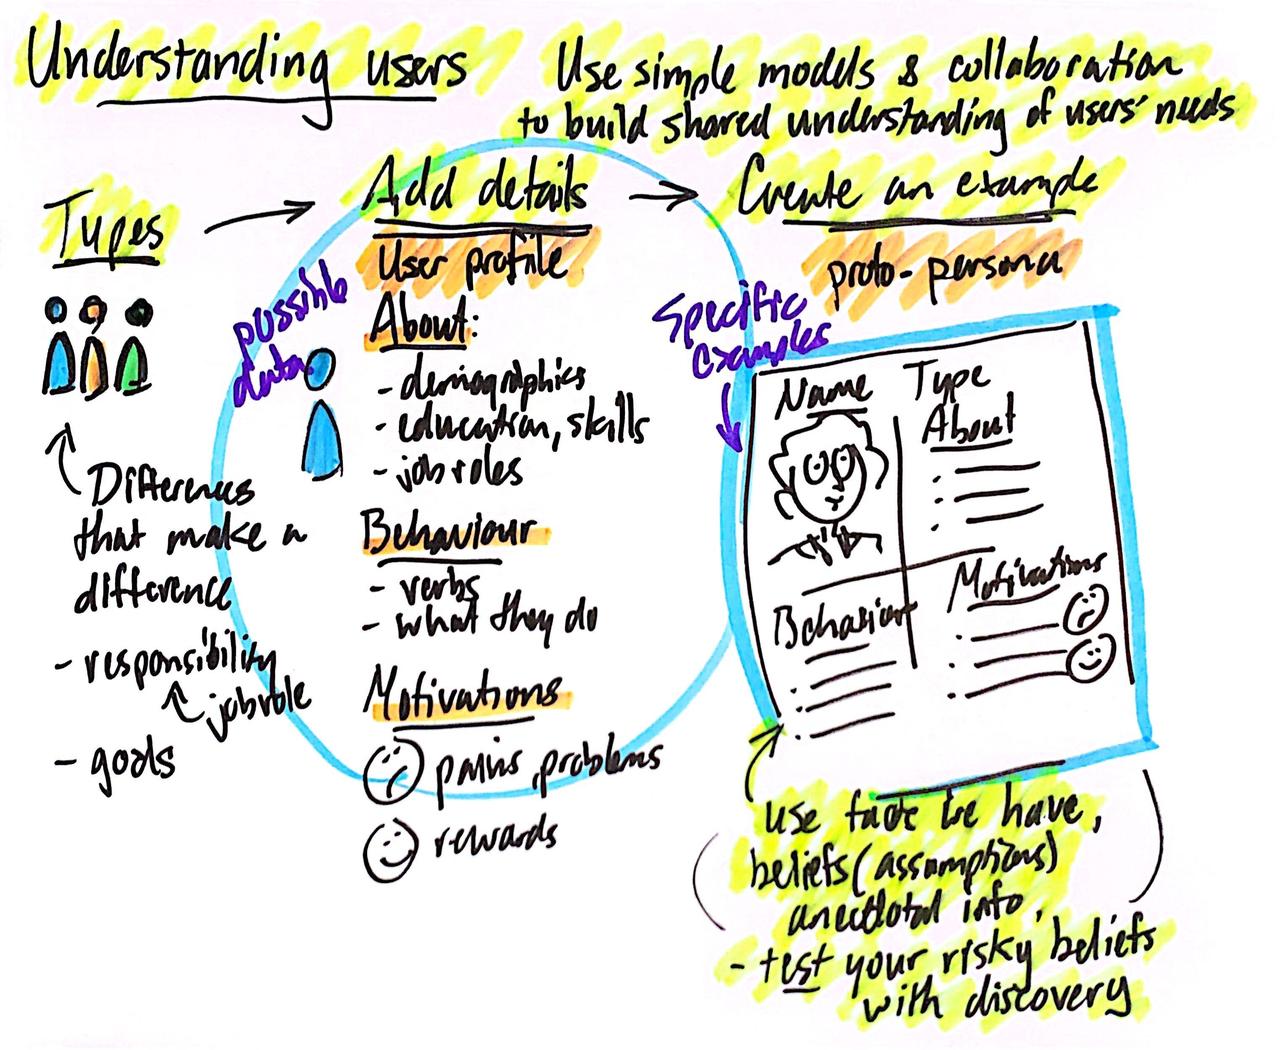 Understanding users
Use simple models & collaboration
to build shared understanding of users' needs
Types
Differences
that make a
difference
- responsibility
job role
- goals
Add details
User profile
possible
data
About:
- demographics
- education, skills
- job roles
Behaviour
- verbs
- what they do
Motivations
pains, problems
rewards
Create an example
proto-persona
Specific
examples
Name
Type
About
Behaviour
Motivations
use facts we have,
beliefs (assumptions)
anecdotal info,
- test your risky beliefs
with discovery